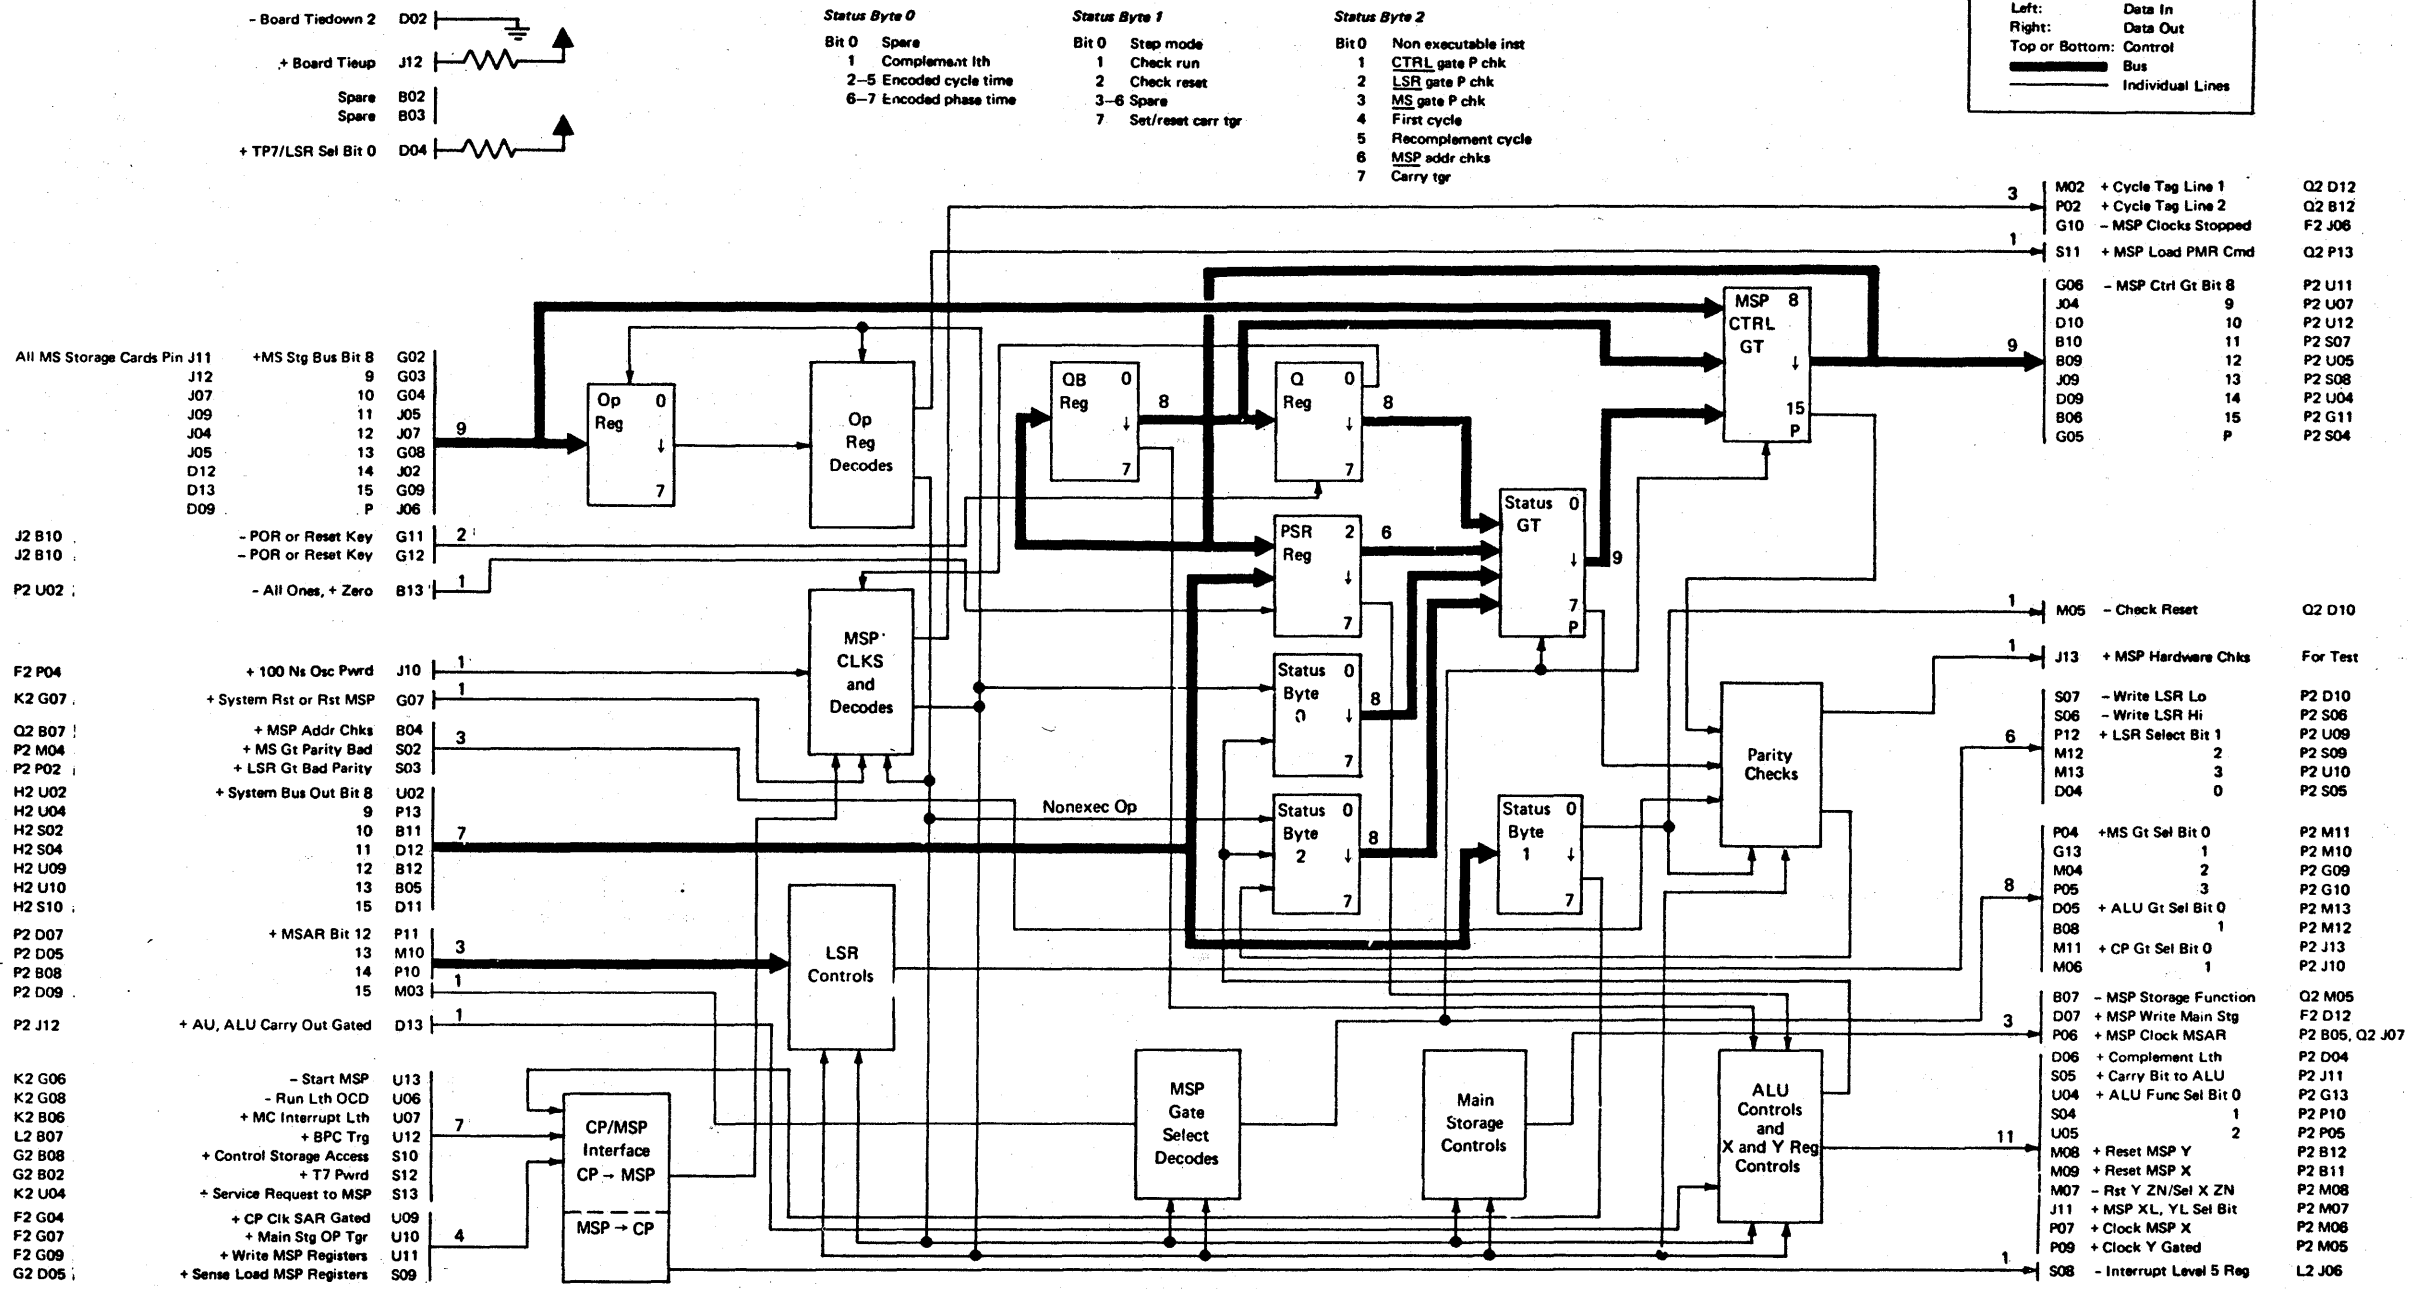 - Board Tiedown 2 D02
+ Board Tieup J12
Spare B02
Spare B03
+ TP7/LSR Sel Bit 0 D04
Status Byte 0
Bit 0 Spare
1 Complement lth
2–5 Encoded cycle time
6–7 Encoded phase time
Status Byte 1
Bit 0 Step mode
1 Check run
2 Check reset
3–6 Spare
7 Set/reset carr tgr
Status Byte 2
Bit 0 Non executable inst
1 CTRL gate P chk
2 LSR gate P chk
3 MS gate P chk
4 First cycle
5 Recomplement cycle
6 MSP addr chks
7 Carry tgr
Left: Data In
Right: Data Out
Top or Bottom: Control
Bus
Individual Lines
All MS Storage Cards Pin J11 +MS Stg Bus Bit 8 G02
J12 9 G03
J07 10 G04
J09 11 J05
J04 12 J07
J05 13 G08
D12 14 J02
D13 15 G09
D09 P J06
9
J2 B10 - POR or Reset Key G11
J2 B10 - POR or Reset Key G12
2
P2 U02 - All Ones, + Zero B13
1
F2 P04 + 100 Ns Osc Pwrd J10
1
K2 G07 + System Rst or Rst MSP G07
1
Q2 B07 + MSP Addr Chks B04
P2 M04 + MS Gt Parity Bad S02
P2 P02 + LSR Gt Bad Parity S03
3
H2 U02 + System Bus Out Bit 8 U02
H2 U04 9 P13
H2 S02 10 B11
H2 S04 11 D12
H2 U09 12 B12
H2 U10 13 B05
H2 S10 15 D11
7
P2 D07 + MSAR Bit 12 P11
P2 D05 13 M10
P2 B08 14 P10
P2 D09 15 M03
3
1
P2 J12 + AU, ALU Carry Out Gated D13
1
K2 G06 - Start MSP U13
K2 G08 - Run Lth OCD U06
K2 B06 + MC Interrupt Lth U07
L2 B07 + BPC Trg U12
G2 B08 + Control Storage Access S10
G2 B02 + T7 Pwrd S12
K2 U04 + Service Request to MSP S13
7
F2 G04 + CP Clk SAR Gated U09
F2 G07 + Main Stg OP Tgr U10
F2 G09 + Write MSP Registers U11
G2 D05 + Sense Load MSP Registers S09
4
Op 0
Reg
↓
7
Op
Reg
Decodes
MSP
CLKS
and
Decodes
LSR
Controls
CP/MSP
Interface
CP → MSP
MSP → CP
QB 0
Reg
↓
7
8
Q 0
Reg
↓
7
8
PSR 2
Reg
↓
7
6
Status 0
Byte
0 ↓
7
8
Nonexec Op
Status 0
Byte
2 ↓
7
8
Status 0
GT
↓
7
P
9
Status 0
Byte
1 ↓
7
MSP 8
CTRL
GT ↓
15
P
Parity
Checks
MSP
Gate
Select
Decodes
Main
Storage
Controls
ALU
Controls
and
X and Y Reg
Controls
3
M02 + Cycle Tag Line 1 Q2 D12
P02 + Cycle Tag Line 2 Q2 B12
G10 - MSP Clocks Stopped F2 J06
1
S11 + MSP Load PMR Cmd Q2 P13
9
G06 - MSP Ctrl Gt Bit 8 P2 U11
J04 9 P2 U07
D10 10 P2 U12
B10 11 P2 S07
B09 12 P2 U05
J09 13 P2 S08
D09 14 P2 U04
B06 15 P2 G11
G05 P P2 S04
1
M05 - Check Reset Q2 D10
1
J13 + MSP Hardware Chks For Test
6
S07 - Write LSR Lo P2 D10
S06 - Write LSR Hi P2 S06
P12 + LSR Select Bit 1 P2 U09
M12 2 P2 S09
M13 3 P2 U10
D04 0 P2 S05
8
P04 +MS Gt Sel Bit 0 P2 M11
G13 1 P2 M10
M04 2 P2 G09
P05 3 P2 G10
D05 + ALU Gt Sel Bit 0 P2 M13
B08 1 P2 M12
M11 + CP Gt Sel Bit 0 P2 J13
M06 1 P2 J10
3
B07 - MSP Storage Function Q2 M05
D07 + MSP Write Main Stg F2 D12
P06 + MSP Clock MSAR P2 B05, Q2 J07
11
D06 + Complement Lth P2 D04
S05 + Carry Bit to ALU P2 J11
U04 + ALU Func Sel Bit 0 P2 G13
S04 1 P2 P10
U05 2 P2 P05
M08 + Reset MSP Y P2 B12
M09 + Reset MSP X P2 B11
M07 - Rst Y ZN/Sel X ZN P2 M08
J11 + MSP XL, YL Sel Bit P2 M07
P07 + Clock MSP X P2 M06
P09 + Clock Y Gated P2 M05
1
S08 - Interrupt Level 5 Reg L2 J06